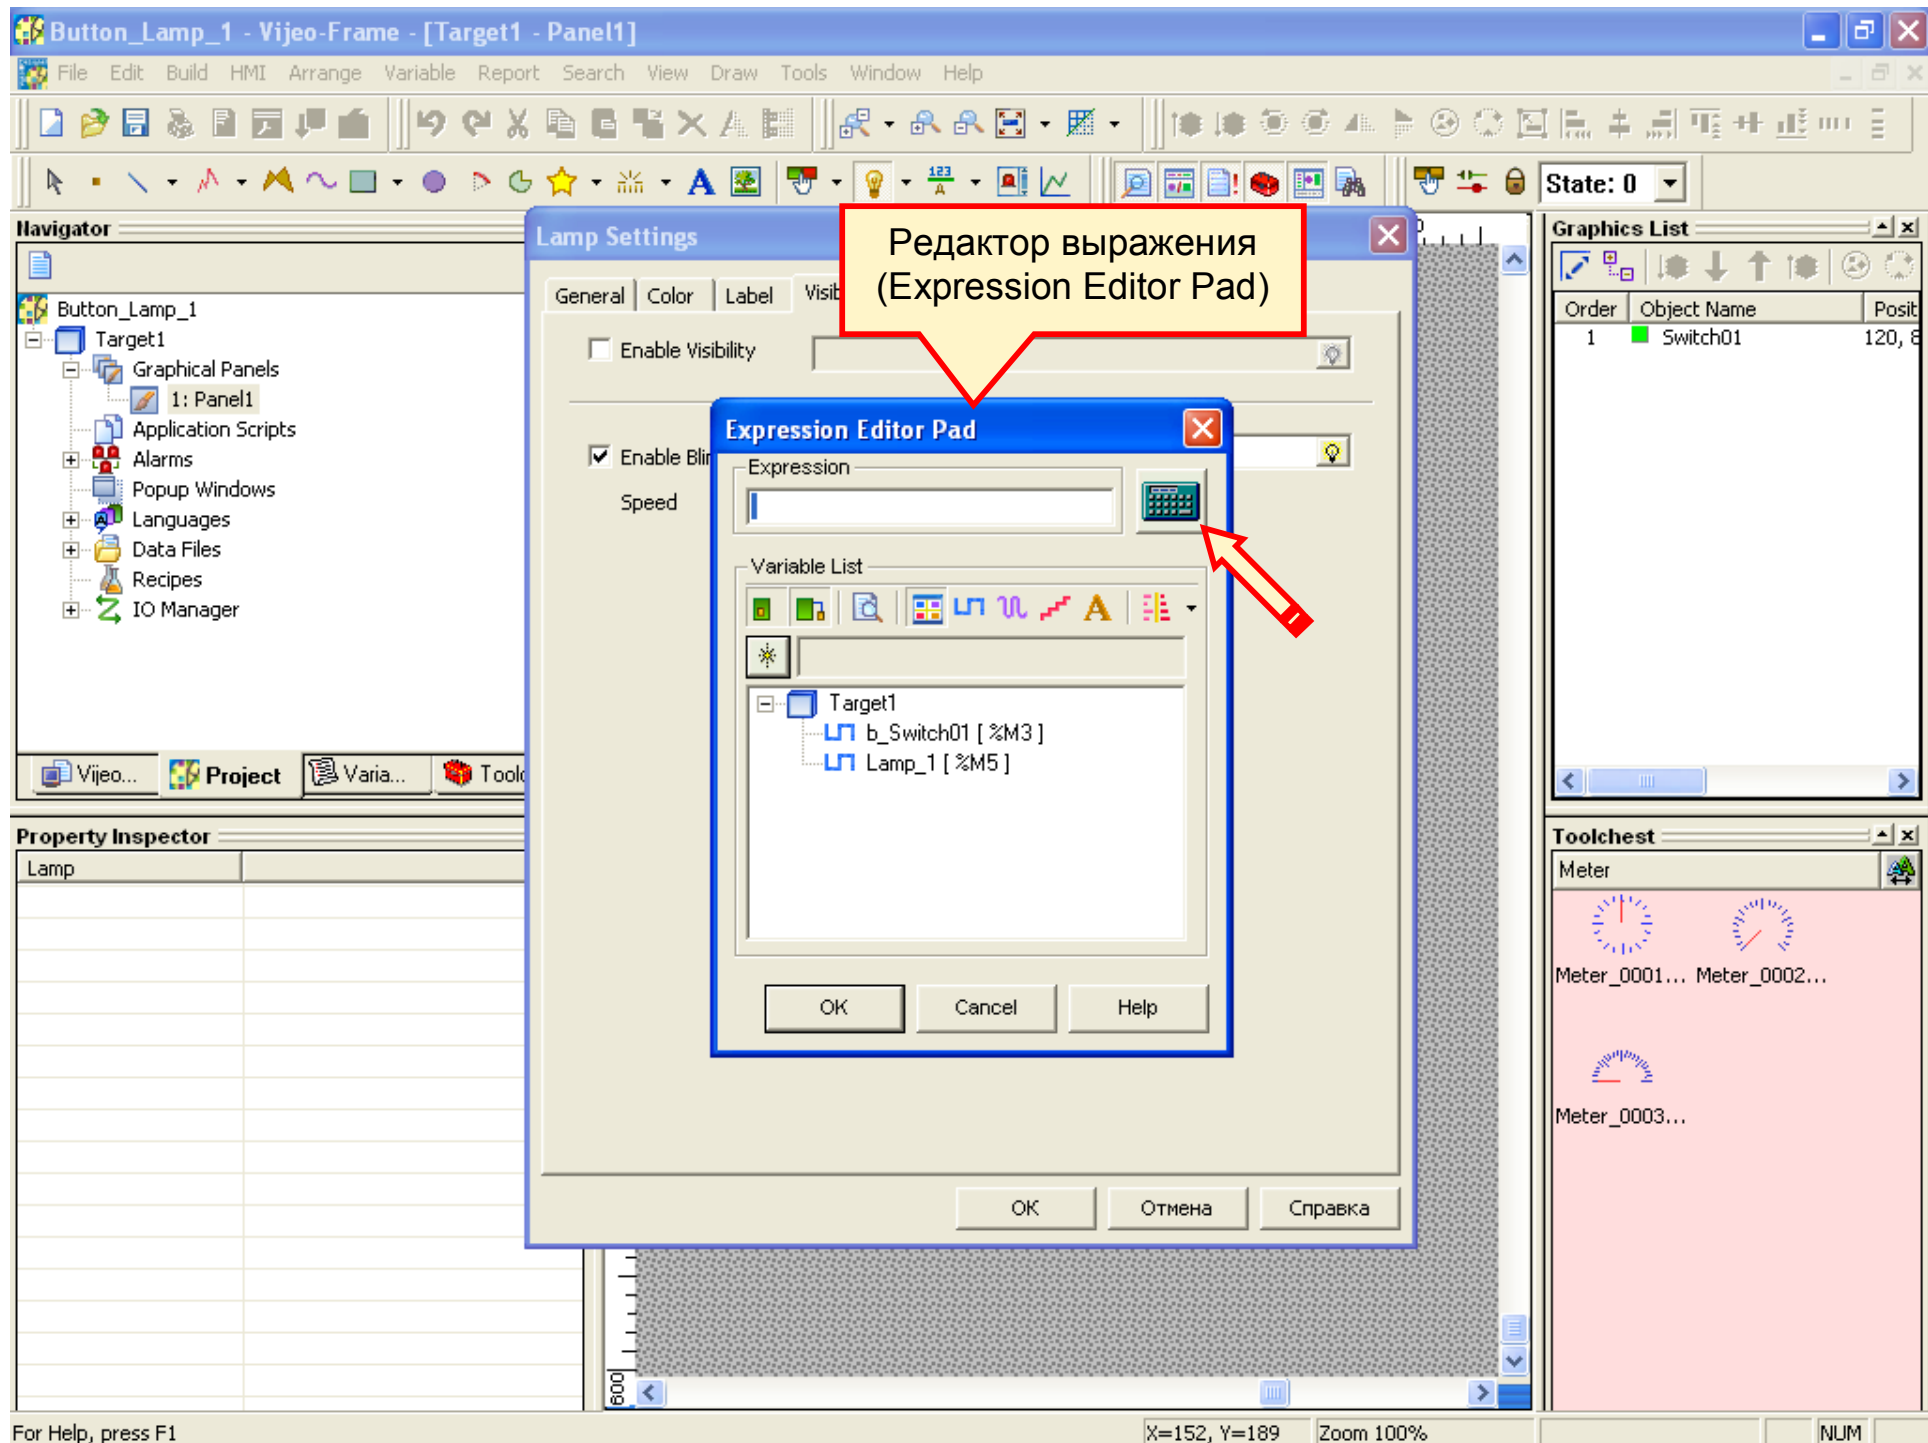 Button_Lamp_1 - Vijeo-Frame - [Target1 - Panel1]
File Edit Build HMI Arrange Variable Report Search View Draw Tools Window Help
State: 0
Navigator
Button_Lamp_1
Target1
Graphical Panels
1: Panel1
Application Scripts
Alarms
Popup Windows
Languages
Data Files
Recipes
IO Manager
Vijeo... Project Varia...
Property Inspector
Lamp
Lamp Settings
Редактор выражения
(Expression Editor Pad)
General Color Label
Enable Visibility
Enable
Speed
Expression Editor Pad
Expression
Variable List
Target1
b_Switch01 [ %M3 ]
Lamp_1 [ %M5 ]
OK Cancel Help
ОК Отмена Справка
600
Graphics List
Order Object Name Posit
1 Switch01 120, 8
Toolchest
Meter
Meter_0001... Meter_0002...
Meter_0003...
For Help, press F1
X=152, Y=189 Zoom 100% NUM